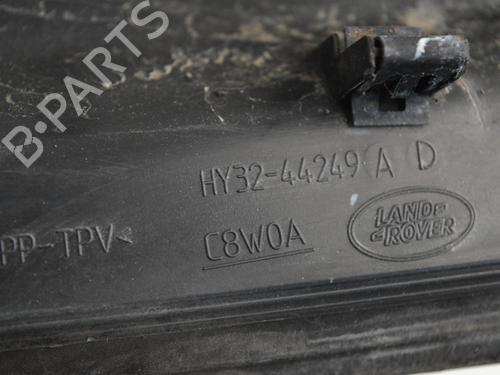 B-PARTS
HY32-44249 A D
PP-TPV<
C8W0A
LAND-
ROVER